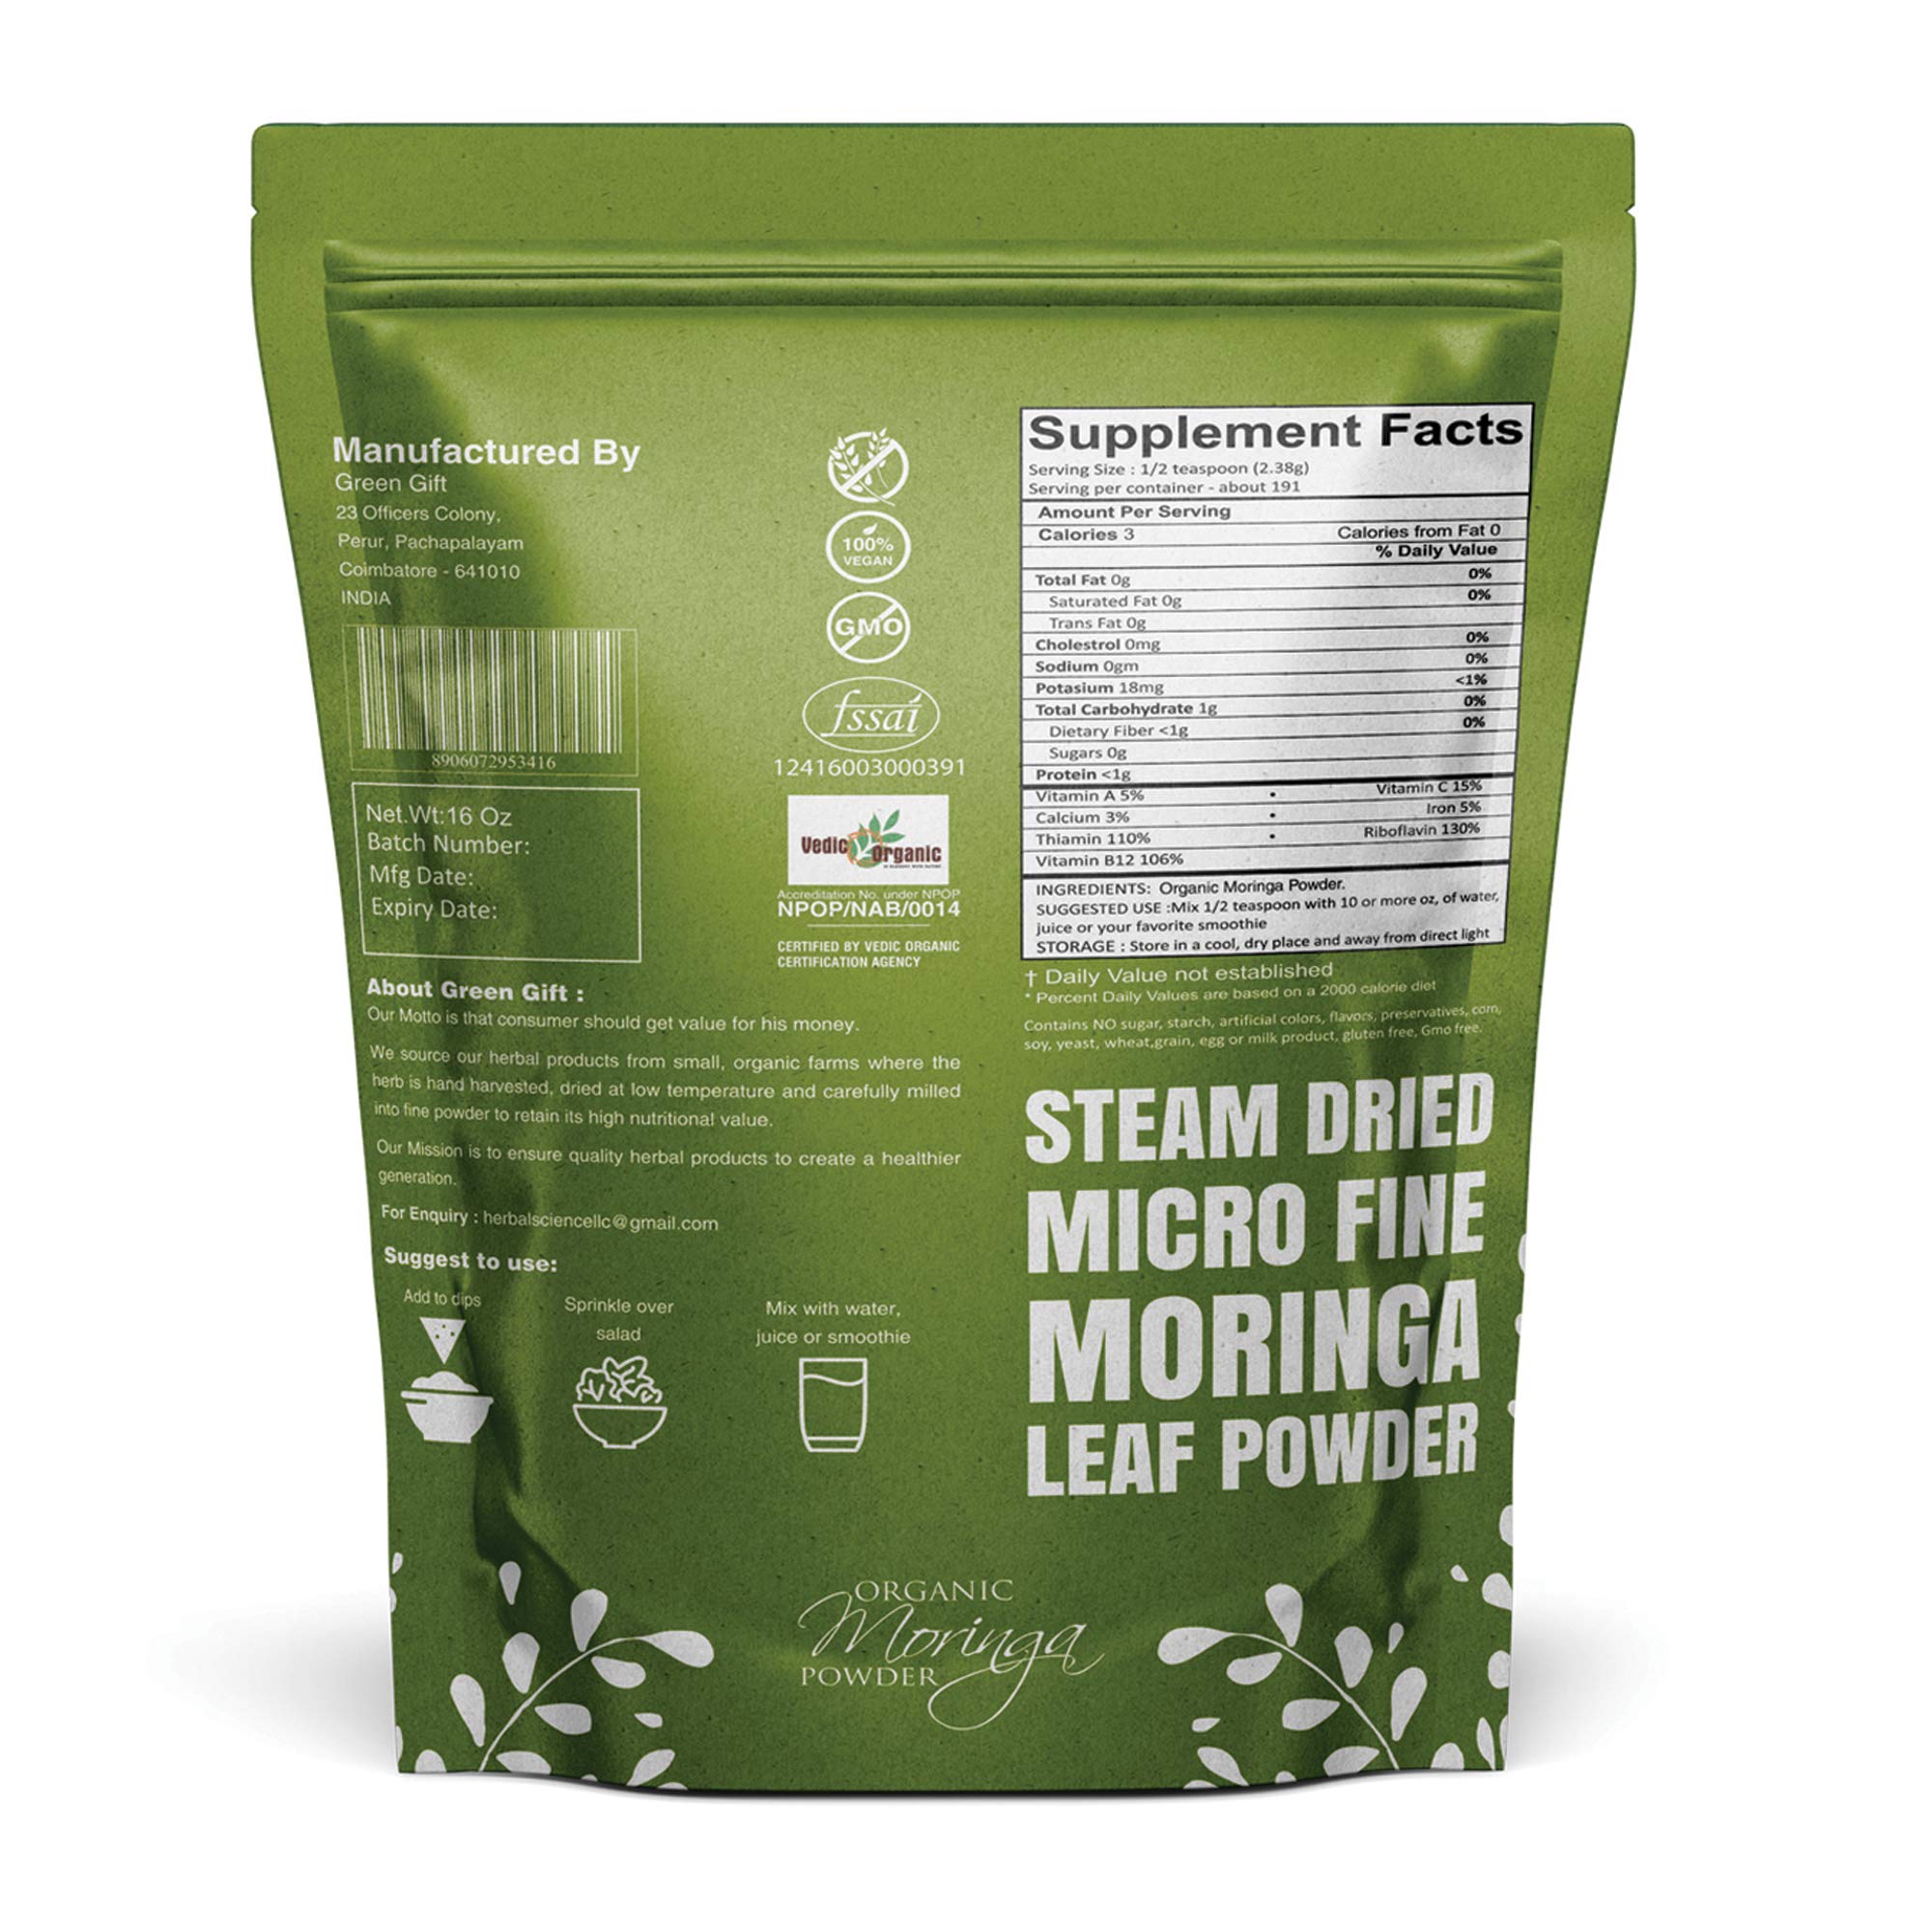 Manufactured By
Green Gift
23 Officers Colony,
Perur, Pachapalayam
Coimbatore - 641010
INDIA
8906072953416
Net.Wt:16 Oz
Batch Number:
Mfg Date:
Expiry Date:
100%
VEGAN
GMO
fssai
12416003000391
Vedic Organic
Accreditation No. under NPOP
NPOP/NAB/0014
CERTIFIED BY VEDIC ORGANIC
CERTIFICATION AGENCY
About Green Gift :
Our Motto is that consumer should get value for his money.
We source our herbal products from small, organic farms where the
herb is hand harvested, dried at low temperature and carefully milled
into fine powder to retain its high nutritional value.
Our Mission is to ensure quality herbal products to create a healthier
generation.
For Enquiry : herbalsciencellc@gmail.com
Suggest to use:
Add to dips
Sprinkle over
salad
Mix with water,
juice or smoothie
Supplement Facts
Serving Size : 1/2 teaspoon (2.38g)
Serving per container - about 191
Amount Per Serving
Calories 3 Calories from Fat 0
% Daily Value
Total Fat 0g 0%
Saturated Fat 0g 0%
Trans Fat 0g
Cholestrol 0mg 0%
Sodium 0gm 0%
Potasium 18mg <1%
Total Carbohydrate 1g 0%
Dietary Fiber <1g 0%
Sugars 0g
Protein <1g
Vitamin A 5% • Vitamin C 15%
Calcium 3% • Iron 5%
Thiamin 110% • Riboflavin 130%
Vitamin B12 106%
INGREDIENTS: Organic Moringa Powder.
SUGGESTED USE :Mix 1/2 teaspoon with 10 or more oz, of water,
juice or your favorite smoothie
STORAGE : Store in a cool, dry place and away from direct light
† Daily Value not established
* Percent Daily Values are based on a 2000 calorie diet
Contains NO sugar, starch, artificial colors, flavors, preservatives, corn,
soy, yeast, wheat,grain, egg or milk product, gluten free, Gmo free.
STEAM DRIED
MICRO FINE
MORINGA
LEAF POWDER
ORGANIC
Moringa
POWDER